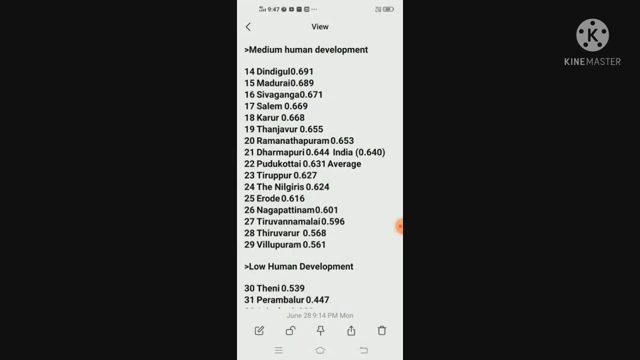 9:47
View
K
KINEMASTER
>Medium human development
14 Dindigul0.691
15 Madurai0.689
16 Sivaganga0.671
17 Salem 0.669
18 Karur 0.668
19 Thanjavur 0.655
20 Ramanathapuram 0.653
21 Dharmapuri 0.644 India (0.640)
22 Pudukottai 0.631 Average
23 Tiruppur 0.627
24 The Nilgiris 0.624
25 Erode 0.616
26 Nagapattinam0.601
27 Tiruvannamalai 0.596
28 Thiruvarur 0.568
29 Villupuram 0.561
>Low Human Development
30 Theni 0.539
31 Perambalur 0.447
June 28 9:14 PM Mon